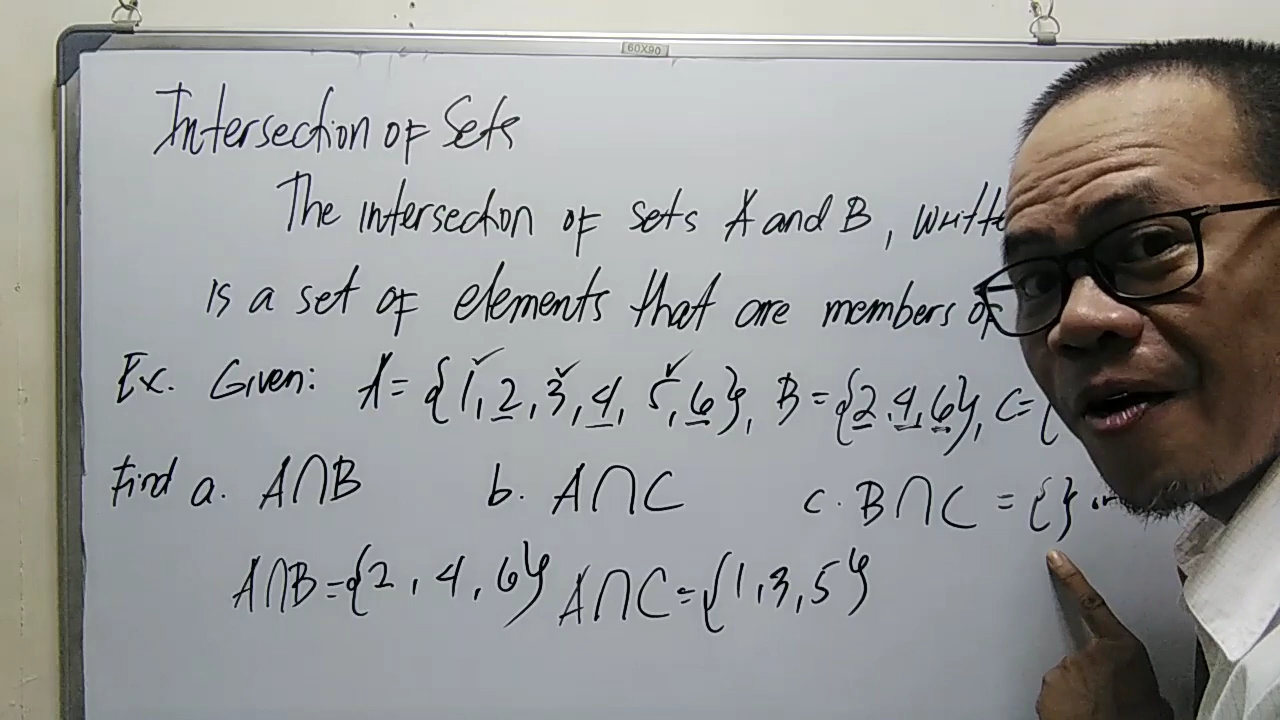 60X90
Intersection of Sets
The intersection of sets A and B,
is a set of elements that are members of
Ex. Given: A = {1, 2, 3, 4, 5, 6}, B = {2, 4, 6}, C = {
Find a. A∩B b. A∩C c. B∩C = {} or
A∩B = {2, 4, 6} A∩C = {1, 3, 5}